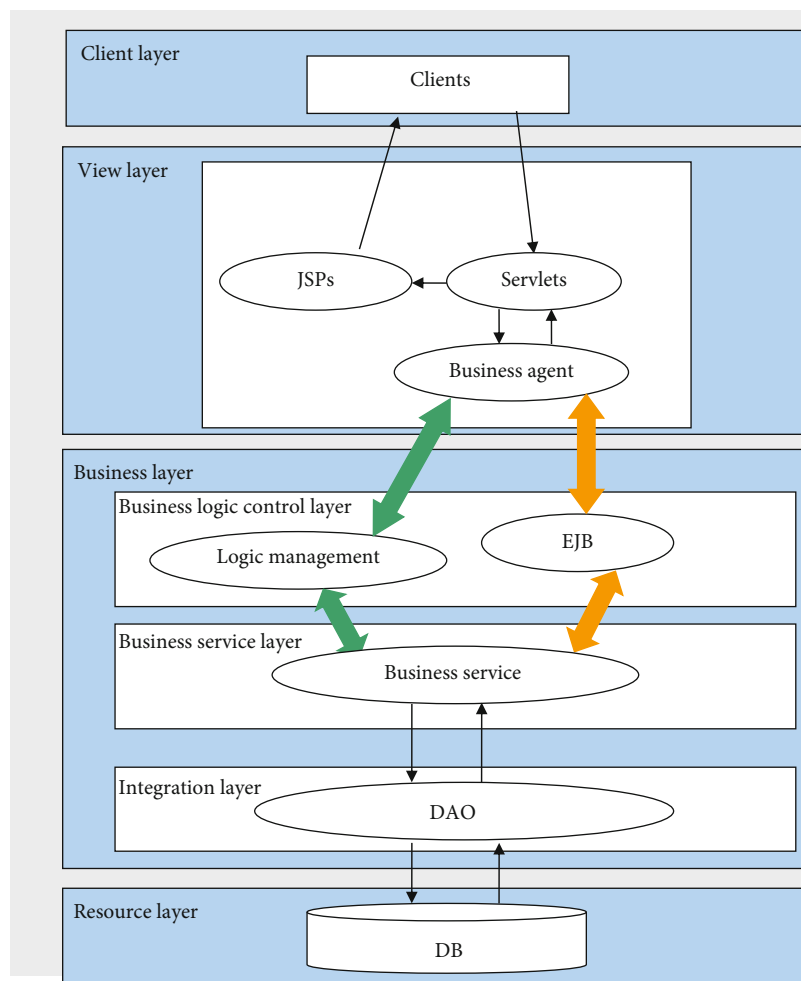 Client layer
Clients
View layer
JSPs
Servlets
Business agent
Business layer
Business logic control layer
Logic management
EJB
Business service layer
Business service
Integration layer
DAO
Resource layer
DB